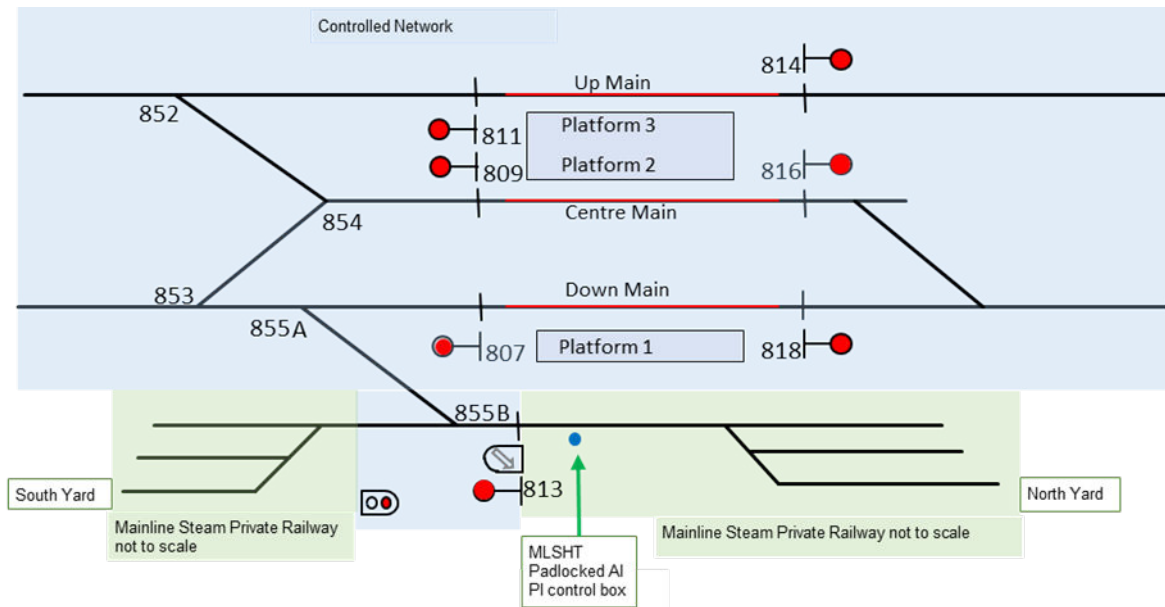 Controlled Network
814
Up Main
852
811
Platform 3
809
Platform 2
816
854
Centre Main
853
Down Main
855A
807
Platform 1
818
855B
South Yard
813
North Yard
Mainline Steam Private Railway
not to scale
Mainline Steam Private Railway not to scale
MLSHT
Padlocked AI
PI control box